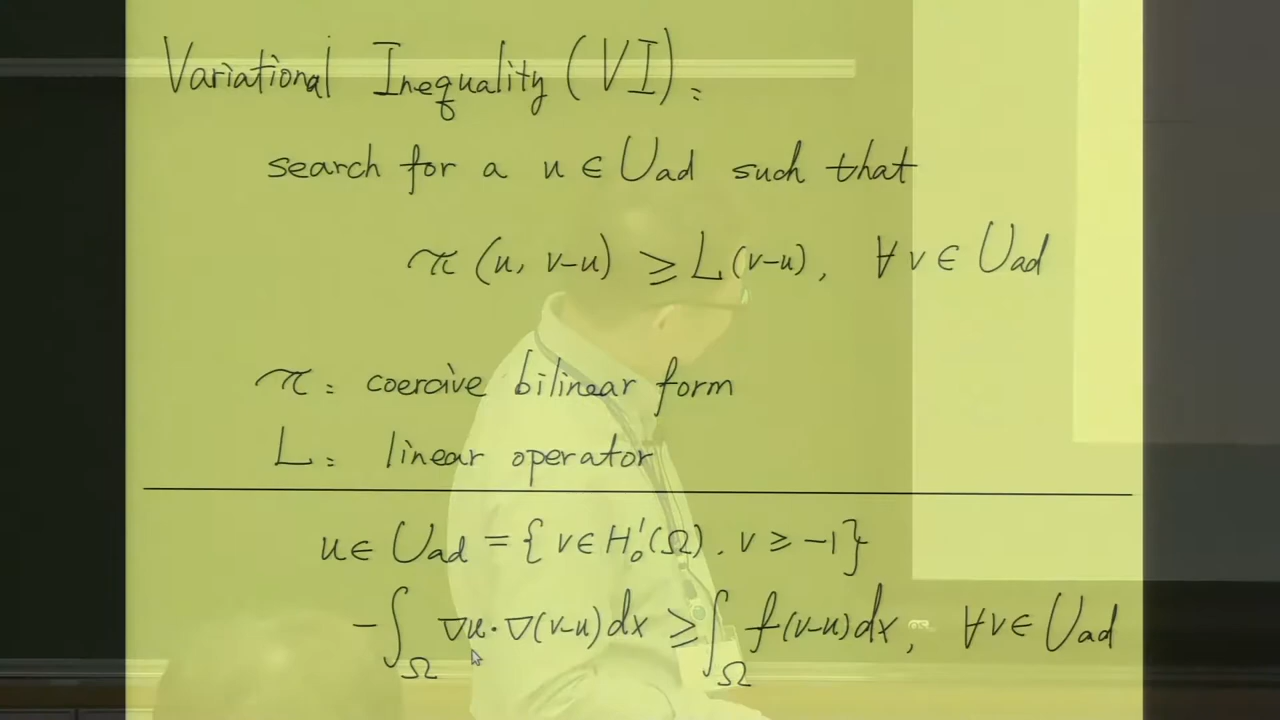 Variational Inequality (VI):
search for a u ∈ Uad such that
π (u, v-u) ≥ L(v-u), ∀ v ∈ Uad
π: coercive bilinear form
L: linear operator
u ∈ Uad = { v ∈ H₀¹(Ω). v ≥ -1 }
-∫_Ω ∇u·∇(v-u)dx ≥ ∫_Ω f(v-u)dx, ∀v ∈ Uad